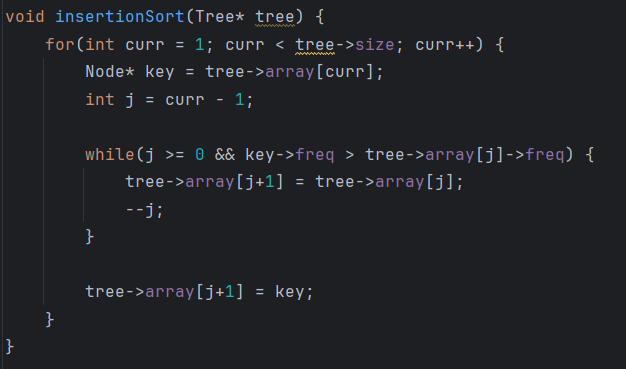 void insertionSort(Tree* tree) {
    for(int curr = 1; curr < tree->size; curr++) {
        Node* key = tree->array[curr];
        int j = curr - 1;

        while(j >= 0 && key->freq > tree->array[j]->freq) {
            tree->array[j+1] = tree->array[j];
            --j;
        }

        tree->array[j+1] = key;
    }
}